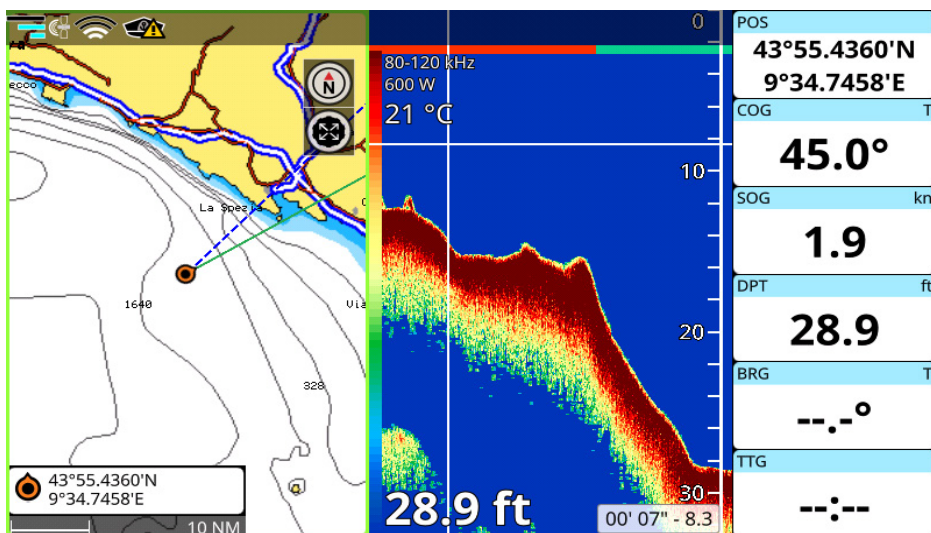 ecco
La Spezia
1640
Via
328
43°55.4360'N
9°34.7458'E
10 NM
N
0
80-120 kHz
600 W
21 °C
10
20
30
28.9 ft
00' 07" - 8.3
POS
43°55.4360'N
9°34.7458'E
COG T
45.0°
SOG kn
1.9
DPT ft
28.9
BRG T
--.-°
TTG
--:--